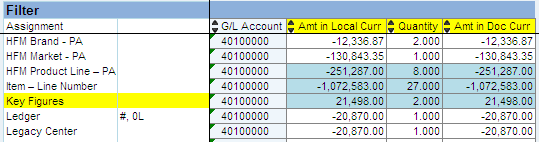 Filter
Assignment G/L Account Amt in Local Curr Quantity Amt in Doc Curr
HFM Brand - PA 40100000 -12,336.87 2.000 -12,336.87
HFM Market - PA 40100000 -130,843.35 1.000 -130,843.35
HFM Product Line – PA 40100000 -251,287.00 8.000 -251,287.00
Item – Line Number 40100000 -1,072,583.00 27.000 -1,072,583.00
Key Figures 40100000 21,498.00 2.000 21,498.00
Ledger #, 0L 40100000 -20,870.00 1.000 -20,870.00
Legacy Center 40100000 -20,870.00 1.000 -20,870.00